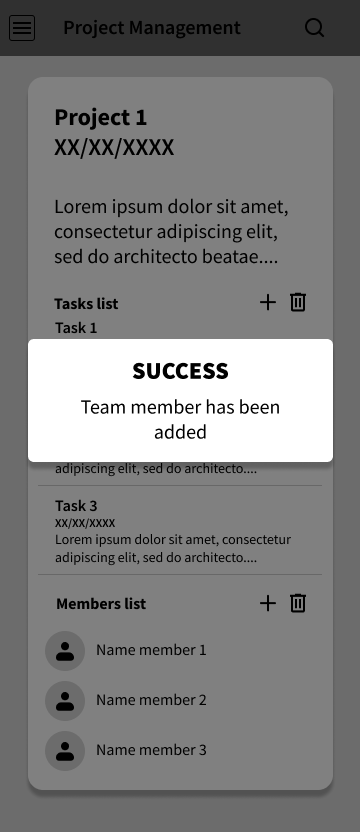 Project Management
Project 1
XX/XX/XXXX
Lorem ipsum dolor sit amet,
consectetur adipiscing elit,
sed do architecto beatae....
Tasks list
Task 1
SUCCESS
Team member has been
added
adipiscing elit, sed do architecto....
Task 3
XX/XX/XXXX
Lorem ipsum dolor sit amet, consectetur
adipiscing elit, sed do architecto....
Members list
Name member 1
Name member 2
Name member 3